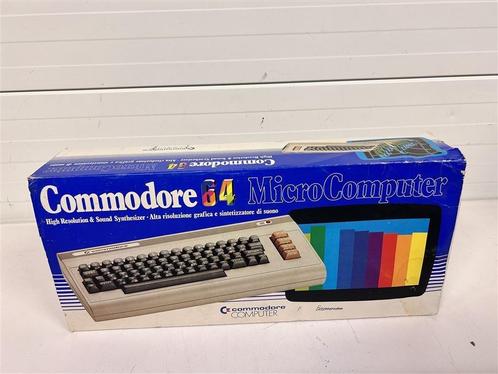 Commodore 64 MicroComputer
High Resolution & Sound Synthesizer - Alta risoluzione grafica e sintetizzatore di suono
commodore
COMPUTER